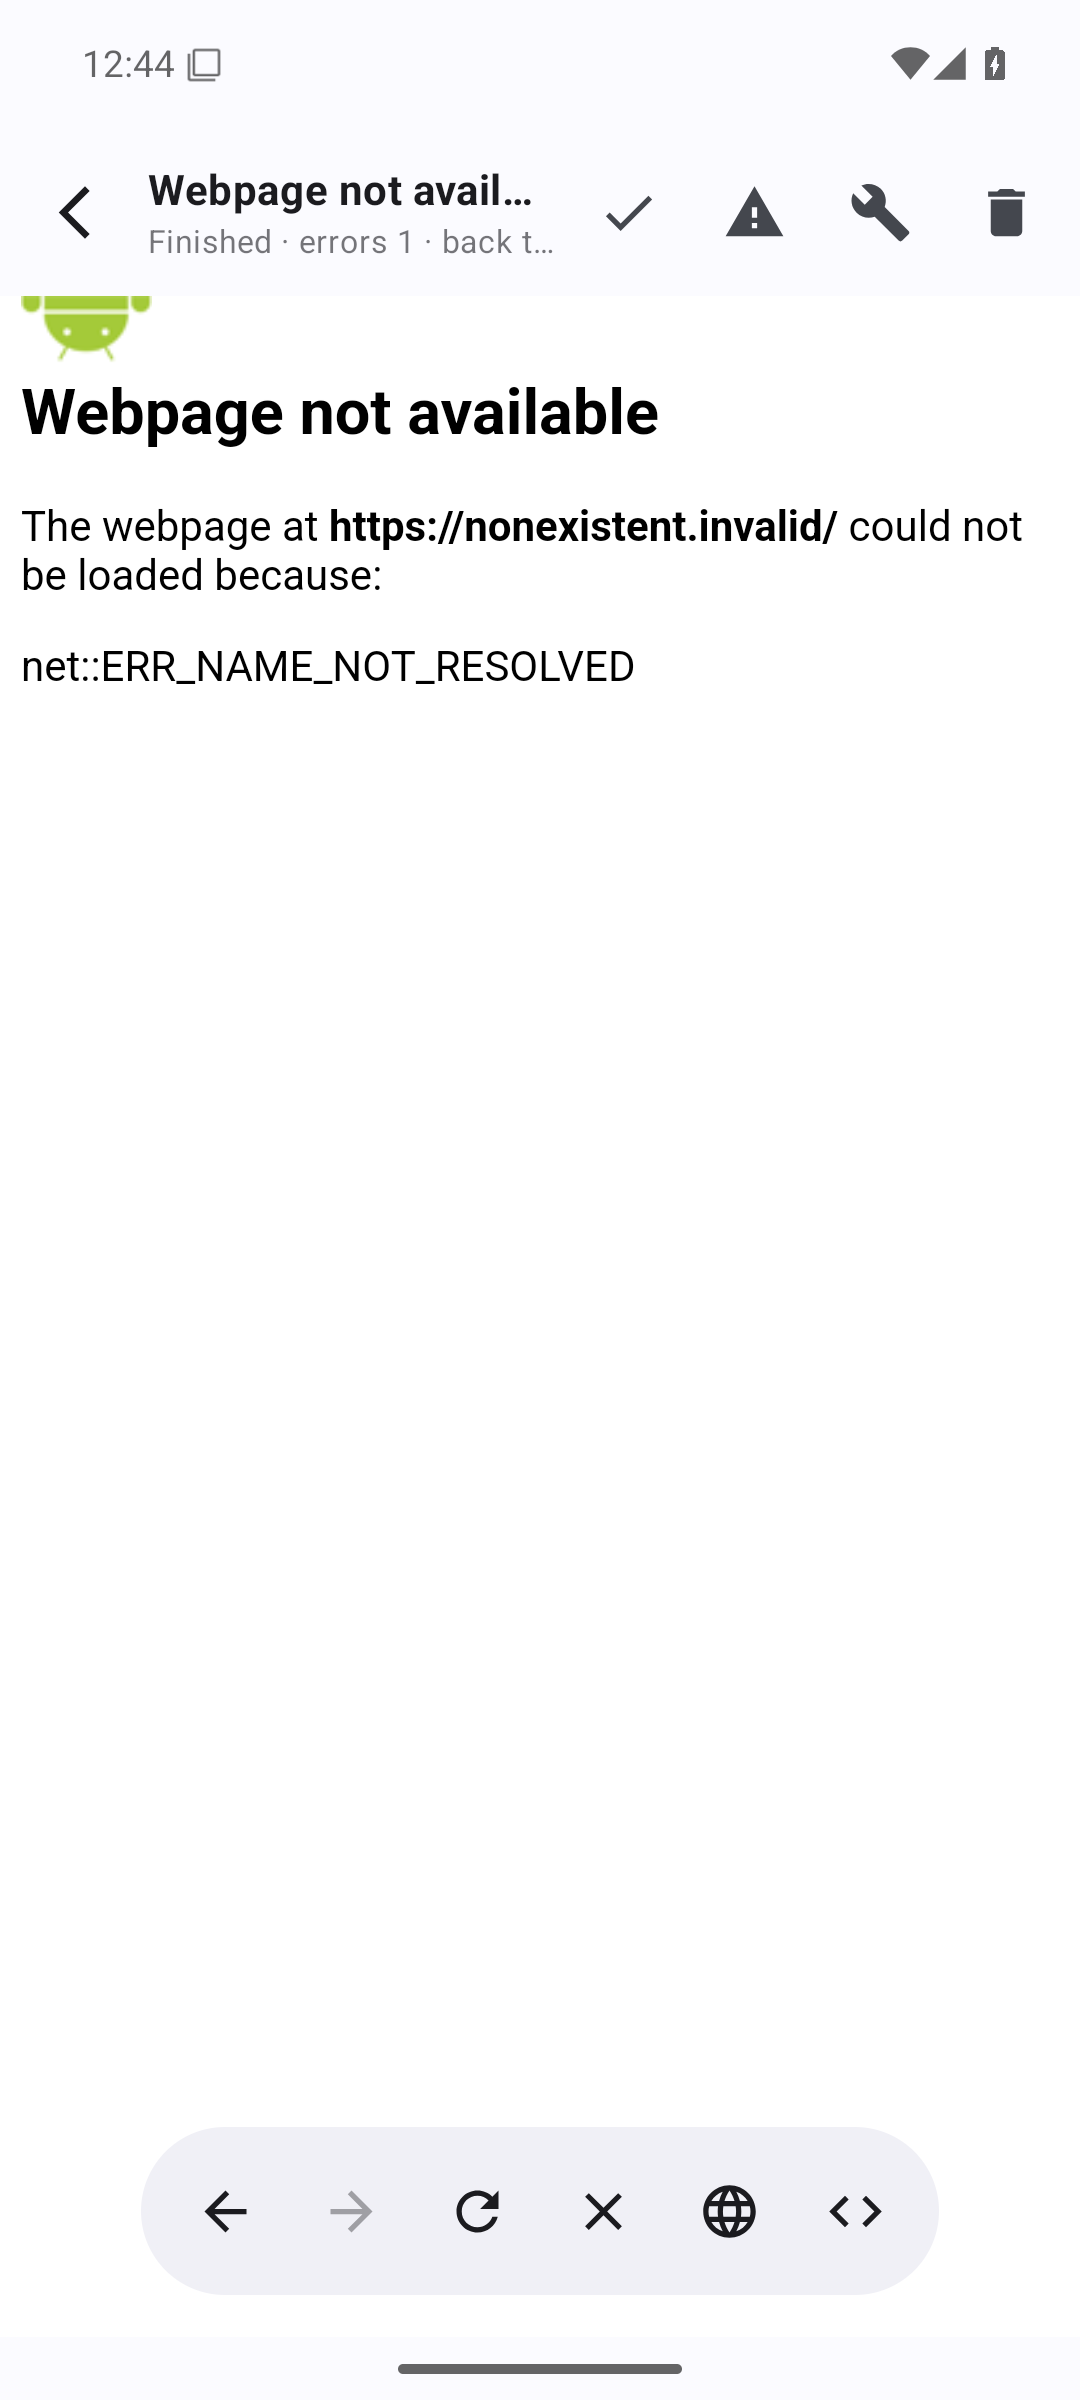 12:44
Webpage not avail...
Finished · errors 1 · back t...
Webpage not available
The webpage at https://nonexistent.invalid/ could not
be loaded because:
net::ERR_NAME_NOT_RESOLVED